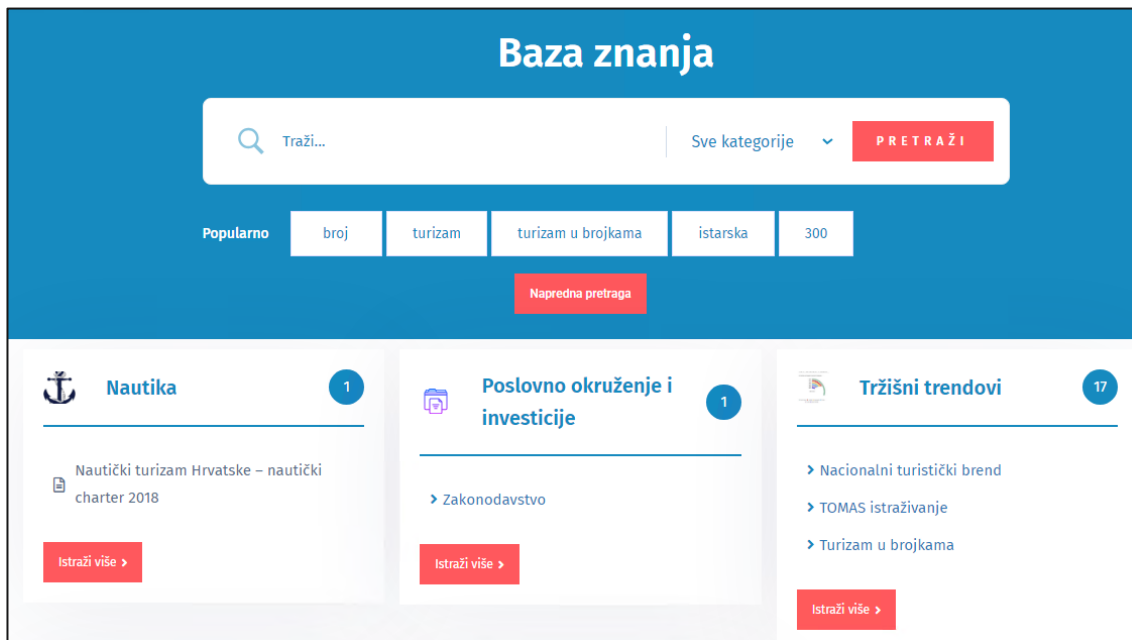 Baza znanja
Traži...
Sve kategorije
PRETRAŽI
Popularno
broj
turizam
turizam u brojkama
istarska
300
Napredna pretraga
Nautika
1
Nautički turizam Hrvatske – nautički
charter 2018
Istraži više
Poslovno okruženje i
investicije
1
Zakonodavstvo
Istraži više
Tržišni trendovi
17
Nacionalni turistički brend
TOMAS istraživanje
Turizam u brojkama
Istraži više